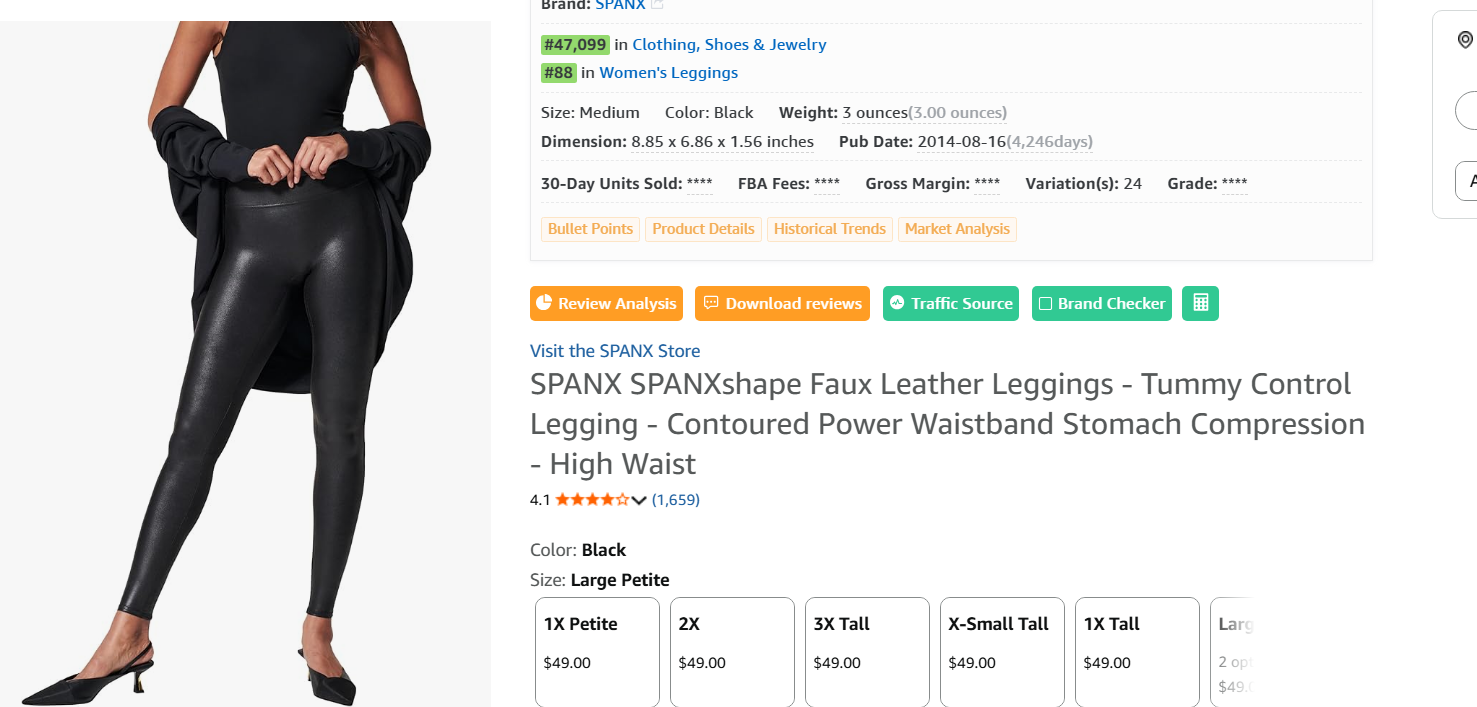 Brand: SPANX
#47,099 in Clothing, Shoes & Jewelry
#88 in Women's Leggings
Size: Medium Color: Black Weight: 3 ounces(3.00 ounces)
Dimension: 8.85 x 6.86 x 1.56 inches Pub Date: 2014-08-16(4,246days)
30-Day Units Sold: **** FBA Fees: **** Gross Margin: **** Variation(s): 24 Grade: ****
Bullet Points Product Details Historical Trends Market Analysis
Review Analysis Download reviews Traffic Source Brand Checker
Visit the SPANX Store
SPANX SPANXshape Faux Leather Leggings - Tummy Control
Legging - Contoured Power Waistband Stomach Compression
- High Waist
4.1 (1,659)
Color: Black
Size: Large Petite
1X Petite 2X 3X Tall X-Small Tall 1X Tall
$49.00 $49.00 $49.00 $49.00 $49.00
2